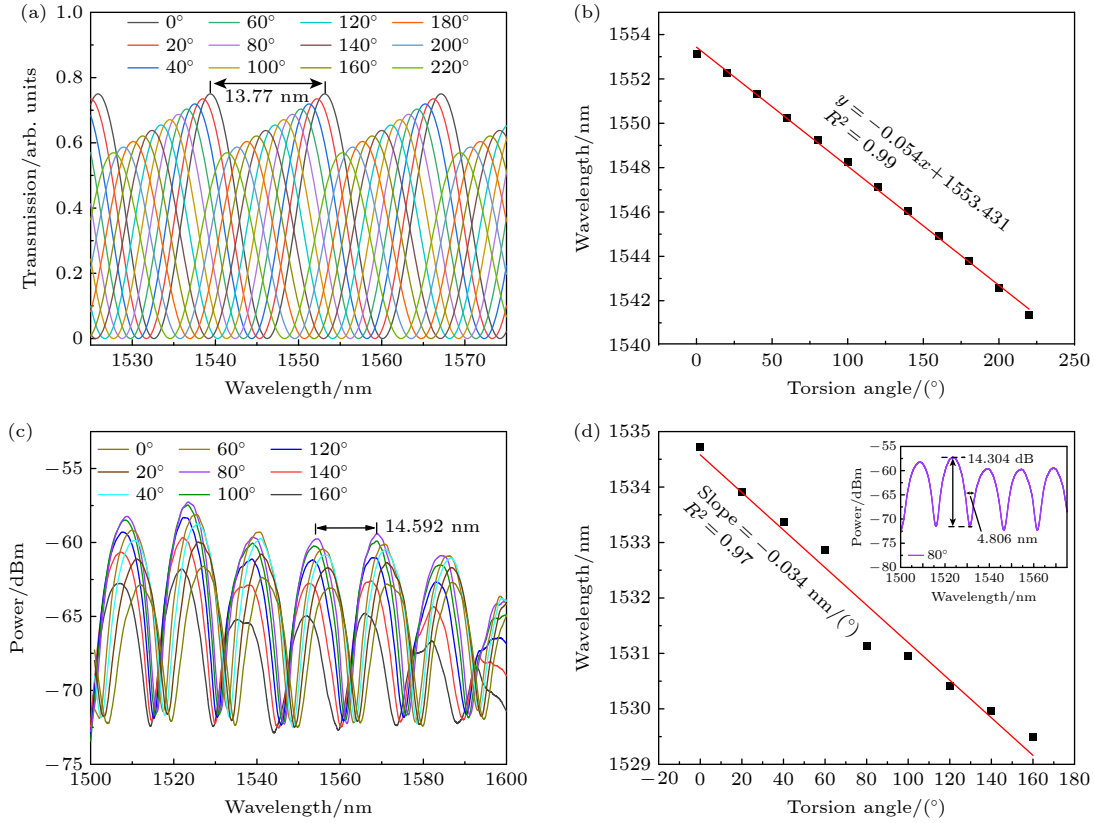 (a)
1.0
0.8
0.6
0.4
0.2
0
Transmission/arb. units
0° 60° 120° 180°
20° 80° 140° 200°
40° 100° 160° 220°
13.77 nm
1530 1540 1550 1560 1570
Wavelength/nm
(b)
1554
1552
1550
1548
1546
1544
1542
1540
Wavelength/nm
y = −0.054x+1553.431
R² = 0.99
0 50 100 150 200 250
Torsion angle/(°)
(c)
−55
−60
−65
−70
−75
Power/dBm
0° 60° 120°
20° 80° 140°
40° 100° 160°
14.592 nm
1500 1520 1540 1560 1580 1600
Wavelength/nm
(d)
1535
1534
1533
1532
1531
1530
1529
Wavelength/nm
Slope = −0.034 nm/(°)
R² = 0.97
−55
−60
−65
−70
−75
−80
Power/dBm
14.304 dB
4.806 nm
80°
1500 1520 1540 1560
Wavelength/nm
−20 0 20 40 60 80 100 120 140 160 180
Torsion angle/(°)